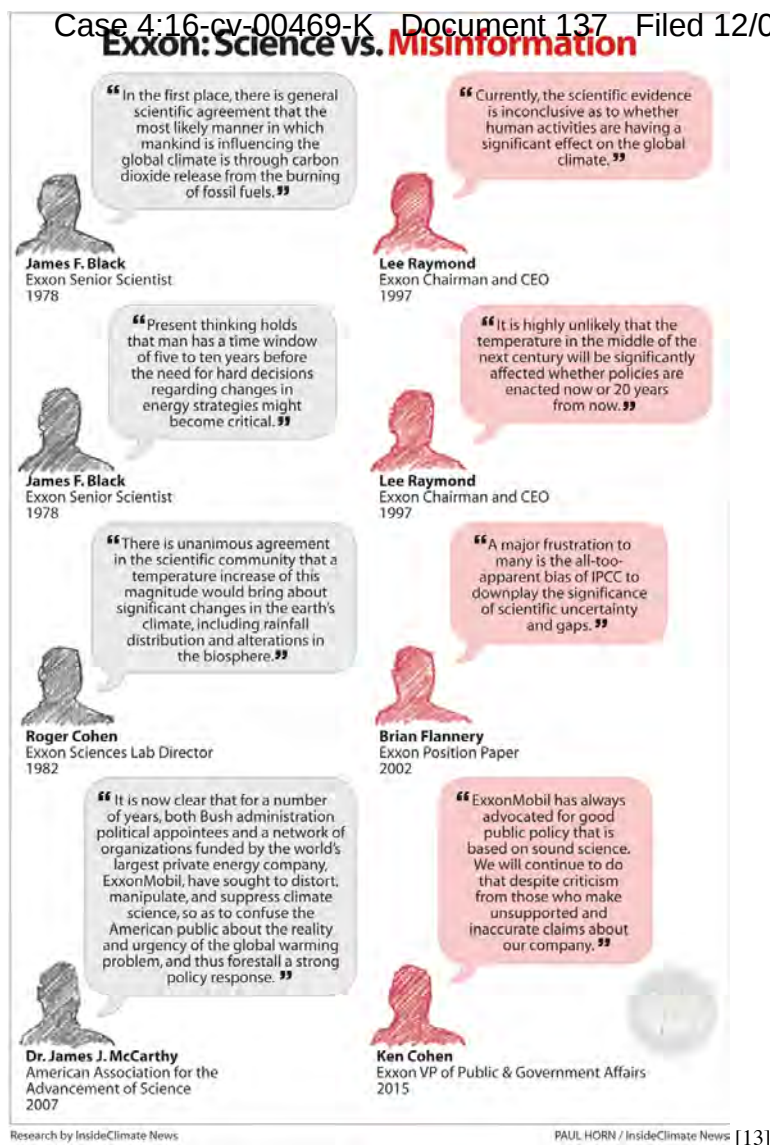 Case 4:16-cv-00469-K Document 137 Filed 12/0
Exxon: Science vs. Misinformation
“ In the first place, there is general
scientific agreement that the
most likely manner in which
mankind is influencing the
global climate is through carbon
dioxide release from the burning
of fossil fuels. ”
James F. Black
Exxon Senior Scientist
1978
“ Currently, the scientific evidence
is inconclusive as to whether
human activities are having a
significant effect on the global
climate. ”
Lee Raymond
Exxon Chairman and CEO
1997
“Present thinking holds
that man has a time window
of five to ten years before
the need for hard decisions
regarding changes in
energy strategies might
become critical. ”
James F. Black
Exxon Senior Scientist
1978
“ It is highly unlikely that the
temperature in the middle of the
next century will be significantly
affected whether policies are
enacted now or 20 years
from now. ”
Lee Raymond
Exxon Chairman and CEO
1997
“There is unanimous agreement
in the scientific community that a
temperature increase of this
magnitude would bring about
significant changes in the earth's
climate, including rainfall
distribution and alterations in
the biosphere.”
Roger Cohen
Exxon Sciences Lab Director
1982
“A major frustration to
many is the all-too-
apparent bias of IPCC to
downplay the significance
of scientific uncertainty
and gaps. ”
Brian Flannery
Exxon Position Paper
2002
“ It is now clear that for a number
of years, both Bush administration
political appointees and a network of
organizations funded by the world's
largest private energy company,
ExxonMobil, have sought to distort,
manipulate, and suppress climate
science, so as to confuse the
American public about the reality
and urgency of the global warming
problem, and thus forestall a strong
policy response. ”
Dr. James J. McCarthy
American Association for the
Advancement of Science
2007
“ ExxonMobil has always
advocated for good
public policy that is
based on sound science.
We will continue to do
that despite criticism
from those who make
unsupported and
inaccurate claims about
our company. ”
Ken Cohen
Exxon VP of Public & Government Affairs
2015
Research by InsideClimate News
PAUL HORN / InsideClimate News [13]